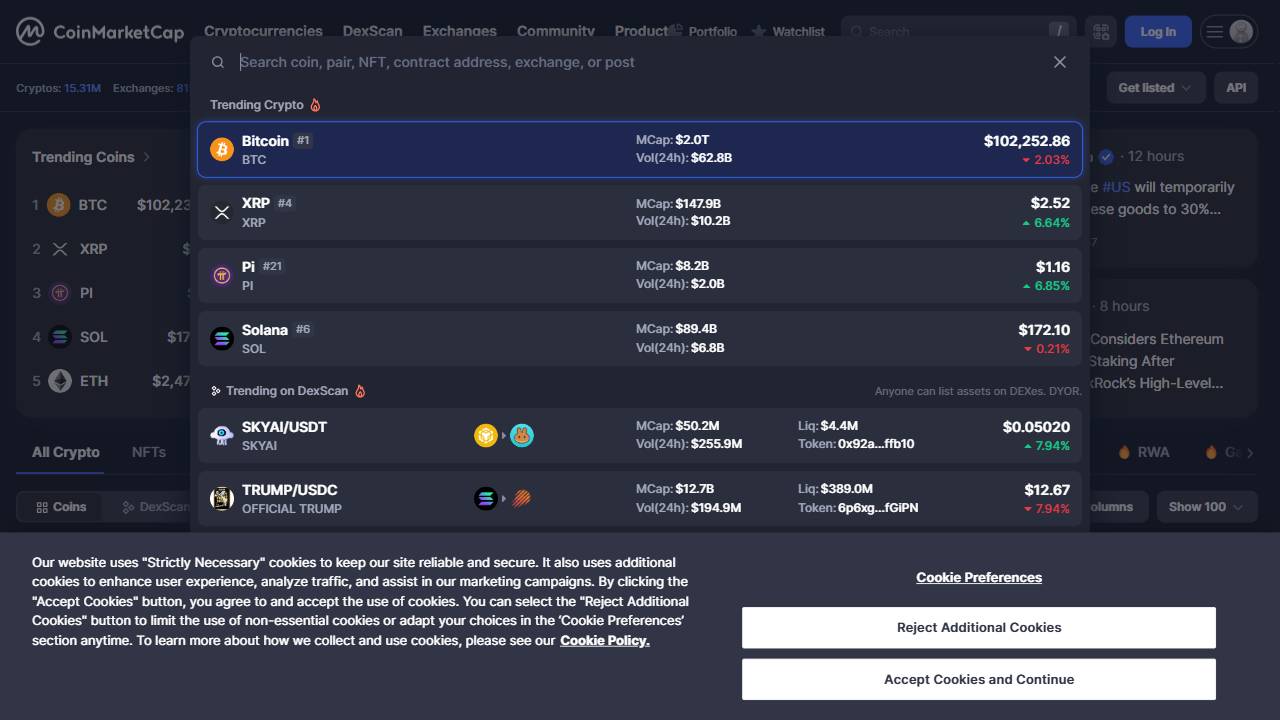 CoinMarketCap
Cryptocurrencies DexScan Exchanges Community Product
Portfolio Watchlist Search / Log In
Search coin, pair, NFT, contract address, exchange, or post
Cryptos: 15.31M Exchanges: 81
Get listed API
Trending Crypto
Bitcoin #1
BTC
MCap: $2.0T
Vol(24h): $62.8B
$102,252.86
2.03%
XRP #4
XRP
MCap: $147.9B
Vol(24h): $10.2B
$2.52
6.64%
Pi #21
PI
MCap: $8.2B
Vol(24h): $2.0B
$1.16
6.85%
Solana #6
SOL
MCap: $89.4B
Vol(24h): $6.8B
$172.10
0.21%
Trending on DexScan
Anyone can list assets on DEXes. DYOR.
SKYAI/USDT
SKYAI
MCap: $50.2M
Vol(24h): $255.9M
Liq: $4.4M
Token: 0x92a...ffb10
$0.05020
7.94%
TRUMP/USDC
OFFICIAL TRUMP
MCap: $12.7B
Vol(24h): $194.9M
Liq: $389.0M
Token: 6p6xg...fGiPN
$12.67
7.94%
Trending Coins
1 BTC $102,23
2 XRP $
3 PI
4 SOL $17
5 ETH $2,47
· 12 hours
#US will temporarily
ese goods to 30%...
7
· 8 hours
Considers Ethereum
Staking After
kRock's High-Level...
All Crypto NFTs
RWA
Coins DexScan
olumns Show 100
Our website uses "Strictly Necessary" cookies to keep our site reliable and secure. It also uses additional
cookies to enhance user experience, analyze traffic, and assist in our marketing campaigns. By clicking the
"Accept Cookies" button, you agree to and accept the use of cookies. You can select the "Reject Additional
Cookies" button to limit the use of non-essential cookies or adapt your choices in the ‘Cookie Preferences’
section anytime. To learn more about how we collect and use cookies, please see our Cookie Policy.
Cookie Preferences
Reject Additional Cookies
Accept Cookies and Continue